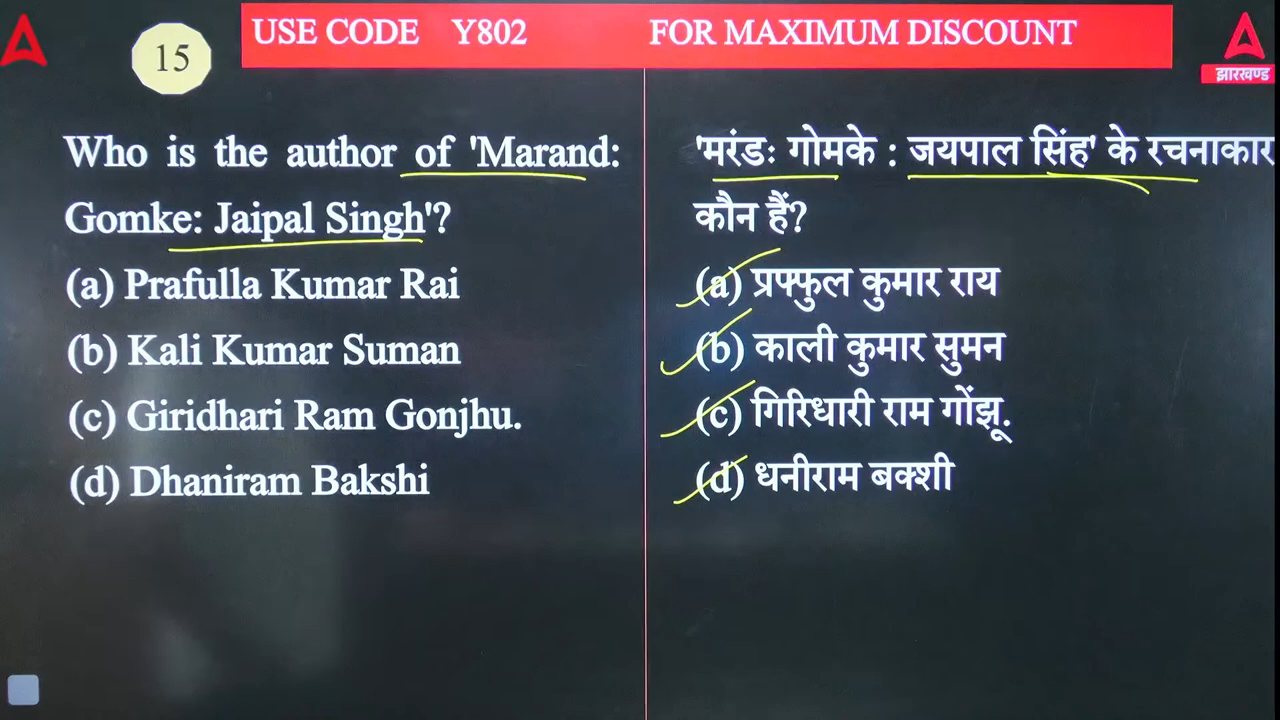 USE CODE Y802 FOR MAXIMUM DISCOUNT
15
झारखण्ड
Who is the author of 'Marand:
Gomke: Jaipal Singh'?
(a) Prafulla Kumar Rai
(b) Kali Kumar Suman
(c) Giridhari Ram Gonjhu.
(d) Dhaniram Bakshi
'मरंडः गोमके : जयपाल सिंह' के रचनाकार
कौन हैं?
(a) प्रफ्फुल कुमार राय
(b) काली कुमार सुमन
(c) गिरिधारी राम गोंझू.
(d) धनीराम बक्शी